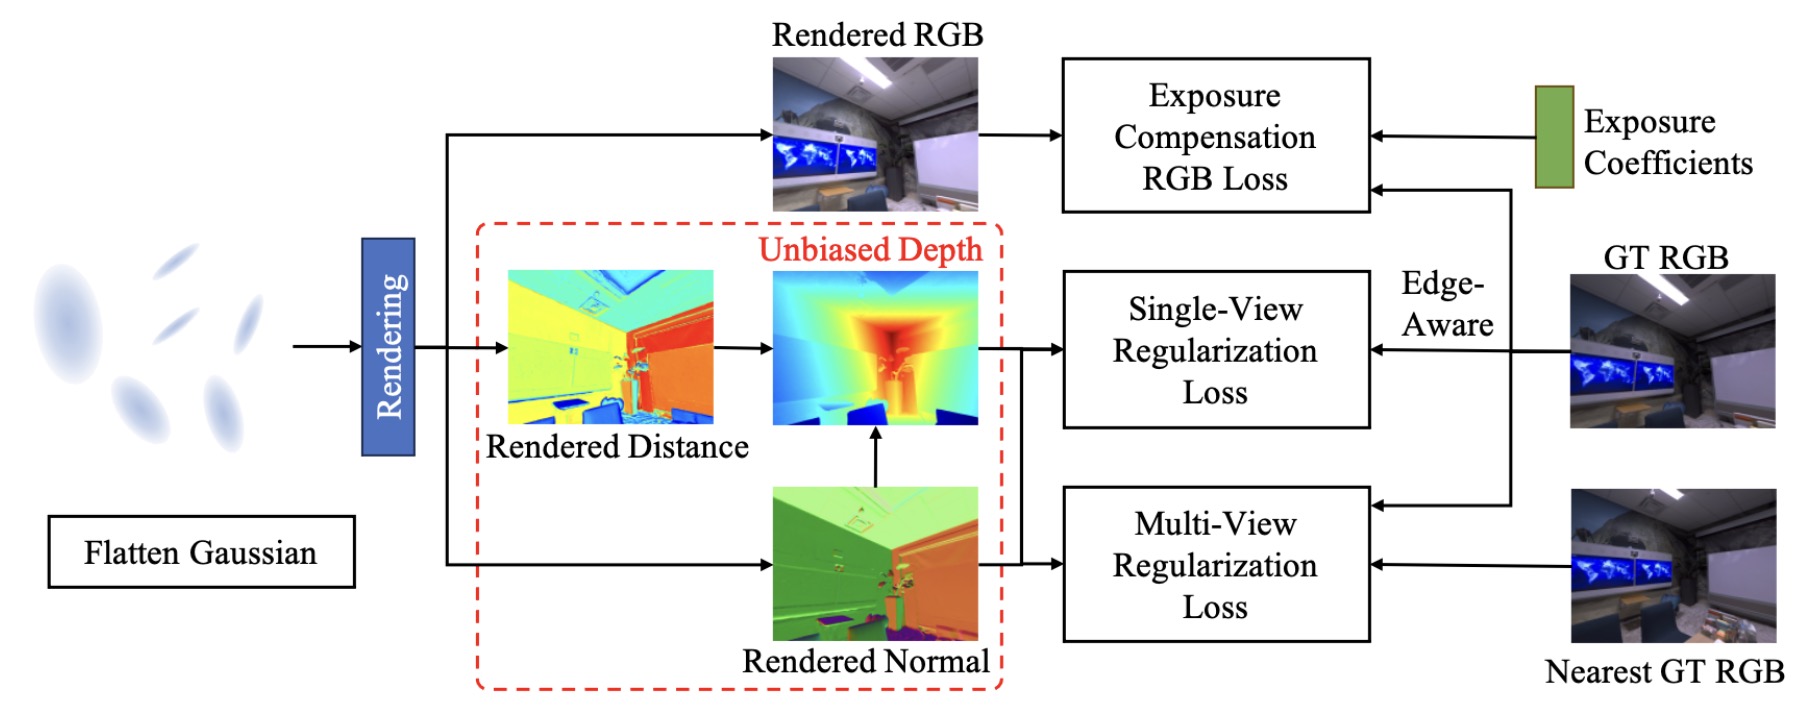 Rendered RGB
Exposure
Compensation
RGB Loss
Exposure
Coefficients
Unbiased Depth
GT RGB
Rendering
Single-View
Regularization
Loss
Edge-
Aware
Rendered Distance
Flatten Gaussian
Multi-View
Regularization
Loss
Rendered Normal
Nearest GT RGB